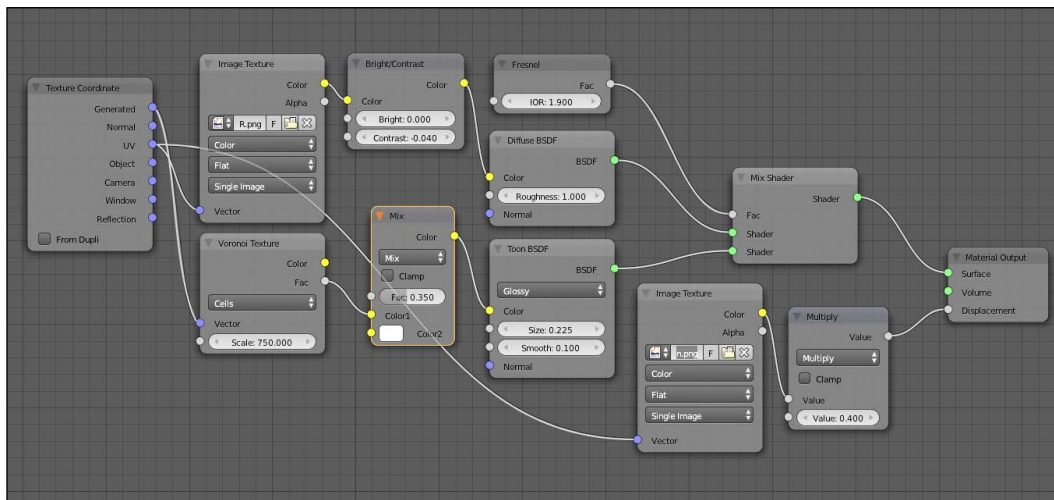 Texture Coordinate
Generated
Normal
UV
Object
Camera
Window
Reflection
From Dupli
Image Texture
Color
Alpha
R.png F
Color
Flat
Single Image
Vector
Voronoi Texture
Color
Fac
Cells
Vector
Scale: 750.000
Bright/Contrast
Color
Color
Bright: 0.000
Contrast: -0.040
Mix
Color
Mix
Clamp
Fac: 0.350
Color1
Color2
Fresnel
Fac
IOR: 1.900
Diffuse BSDF
BSDF
Color
Roughness: 1.000
Normal
Toon BSDF
BSDF
Glossy
Color
Size: 0.225
Smooth: 0.100
Normal
Image Texture
Color
Alpha
n.png F
Color
Flat
Single Image
Vector
Mix Shader
Shader
Fac
Shader
Shader
Multiply
Value
Multiply
Clamp
Value
Value: 0.400
Material Output
Surface
Volume
Displacement